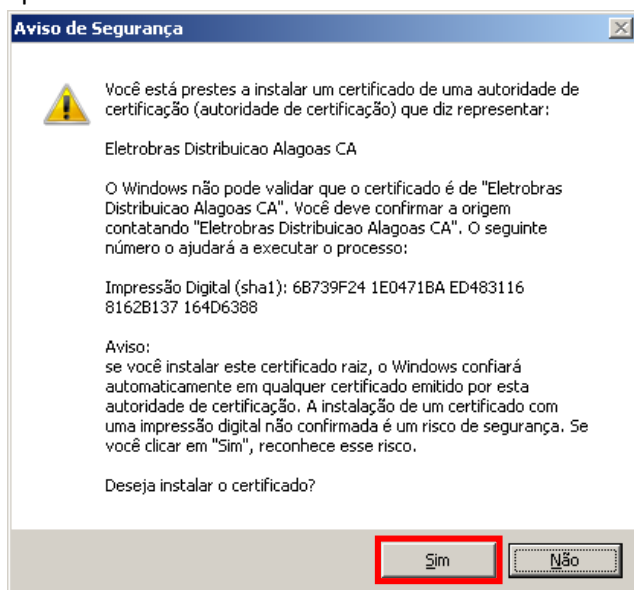 Aviso de Segurança
Você está prestes a instalar um certificado de uma autoridade de
certificação (autoridade de certificação) que diz representar:
Eletrobras Distribuicao Alagoas CA
O Windows não pode validar que o certificado é de "Eletrobras
Distribuicao Alagoas CA". Você deve confirmar a origem
contatando "Eletrobras Distribuicao Alagoas CA". O seguinte
número o ajudará a executar o processo:
Impressão Digital (sha1): 6B739F24 1E0471BA ED483116
8162B137 164D6388
Aviso:
se você instalar este certificado raiz, o Windows confiará
automaticamente em qualquer certificado emitido por esta
autoridade de certificação. A instalação de um certificado com
uma impressão digital não confirmada é um risco de segurança. Se
você clicar em "Sim", reconhece esse risco.
Deseja instalar o certificado?
Sim
Não